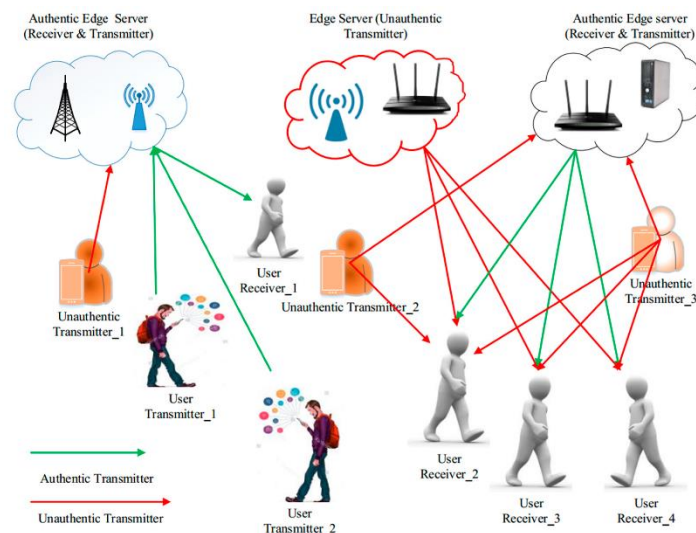 Authentic Edge Server
(Receiver & Transmitter)
Edge Server (Unauthentic
Transmitter)
Authentic Edge server
(Receiver & Transmitter)
User
Receiver_1
Unauthentic
Transmitter_1
Unauthentic Transmitter_2
Unauthentic
Transmitter_3
User
Transmitter_1
User
Receiver_2
Authentic Transmitter
Unauthentic Transmitter
User
Transmitter_2
User
Receiver_3
User
Receiver_4